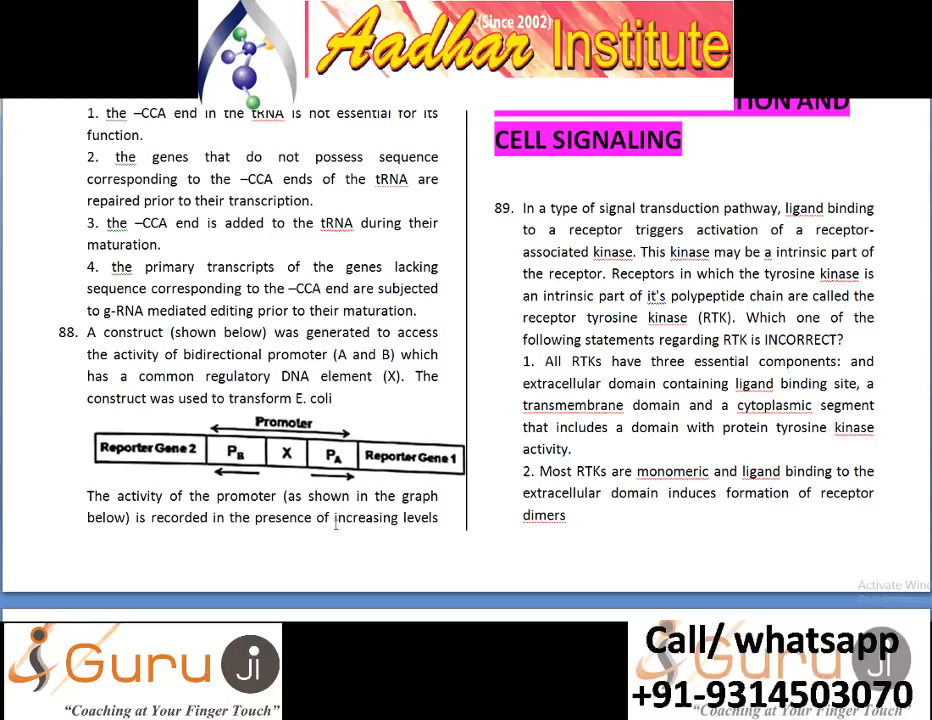 Aadhar Institute
(Since 2002)
TION AND
CELL SIGNALING
1. the –CCA end in the tRNA is not essential for its
function.
2. the genes that do not possess sequence
corresponding to the –CCA ends of the tRNA are
repaired prior to their transcription.
3. the –CCA end is added to the tRNA during their
maturation.
4. the primary transcripts of the genes lacking
sequence corresponding to the –CCA end are subjected
to g-RNA mediated editing prior to their maturation.
88. A construct (shown below) was generated to access
the activity of bidirectional promoter (A and B) which
has a common regulatory DNA element (X). The
construct was used to transform E. coli
Promoter
Reporter Gene 2 PB X PA Reporter Gene 1
The activity of the promoter (as shown in the graph
below) is recorded in the presence of increasing levels
89. In a type of signal transduction pathway, ligand binding
to a receptor triggers activation of a receptor-
associated kinase. This kinase may be a intrinsic part of
the receptor. Receptors in which the tyrosine kinase is
an intrinsic part of it's polypeptide chain are called the
receptor tyrosine kinase (RTK). Which one of the
following statements regarding RTK is INCORRECT?
1. All RTKs have three essential components: and
extracellular domain containing ligand binding site, a
transmembrane domain and a cytoplasmic segment
that includes a domain with protein tyrosine kinase
activity.
2. Most RTKs are monomeric and ligand binding to the
extracellular domain induces formation of receptor
dimers
Activate Win
Guru JI
"Coaching at Your Finger Touch"
Call/ whatsapp
+91-9314503070
"Coaching at Your Finger Touch"